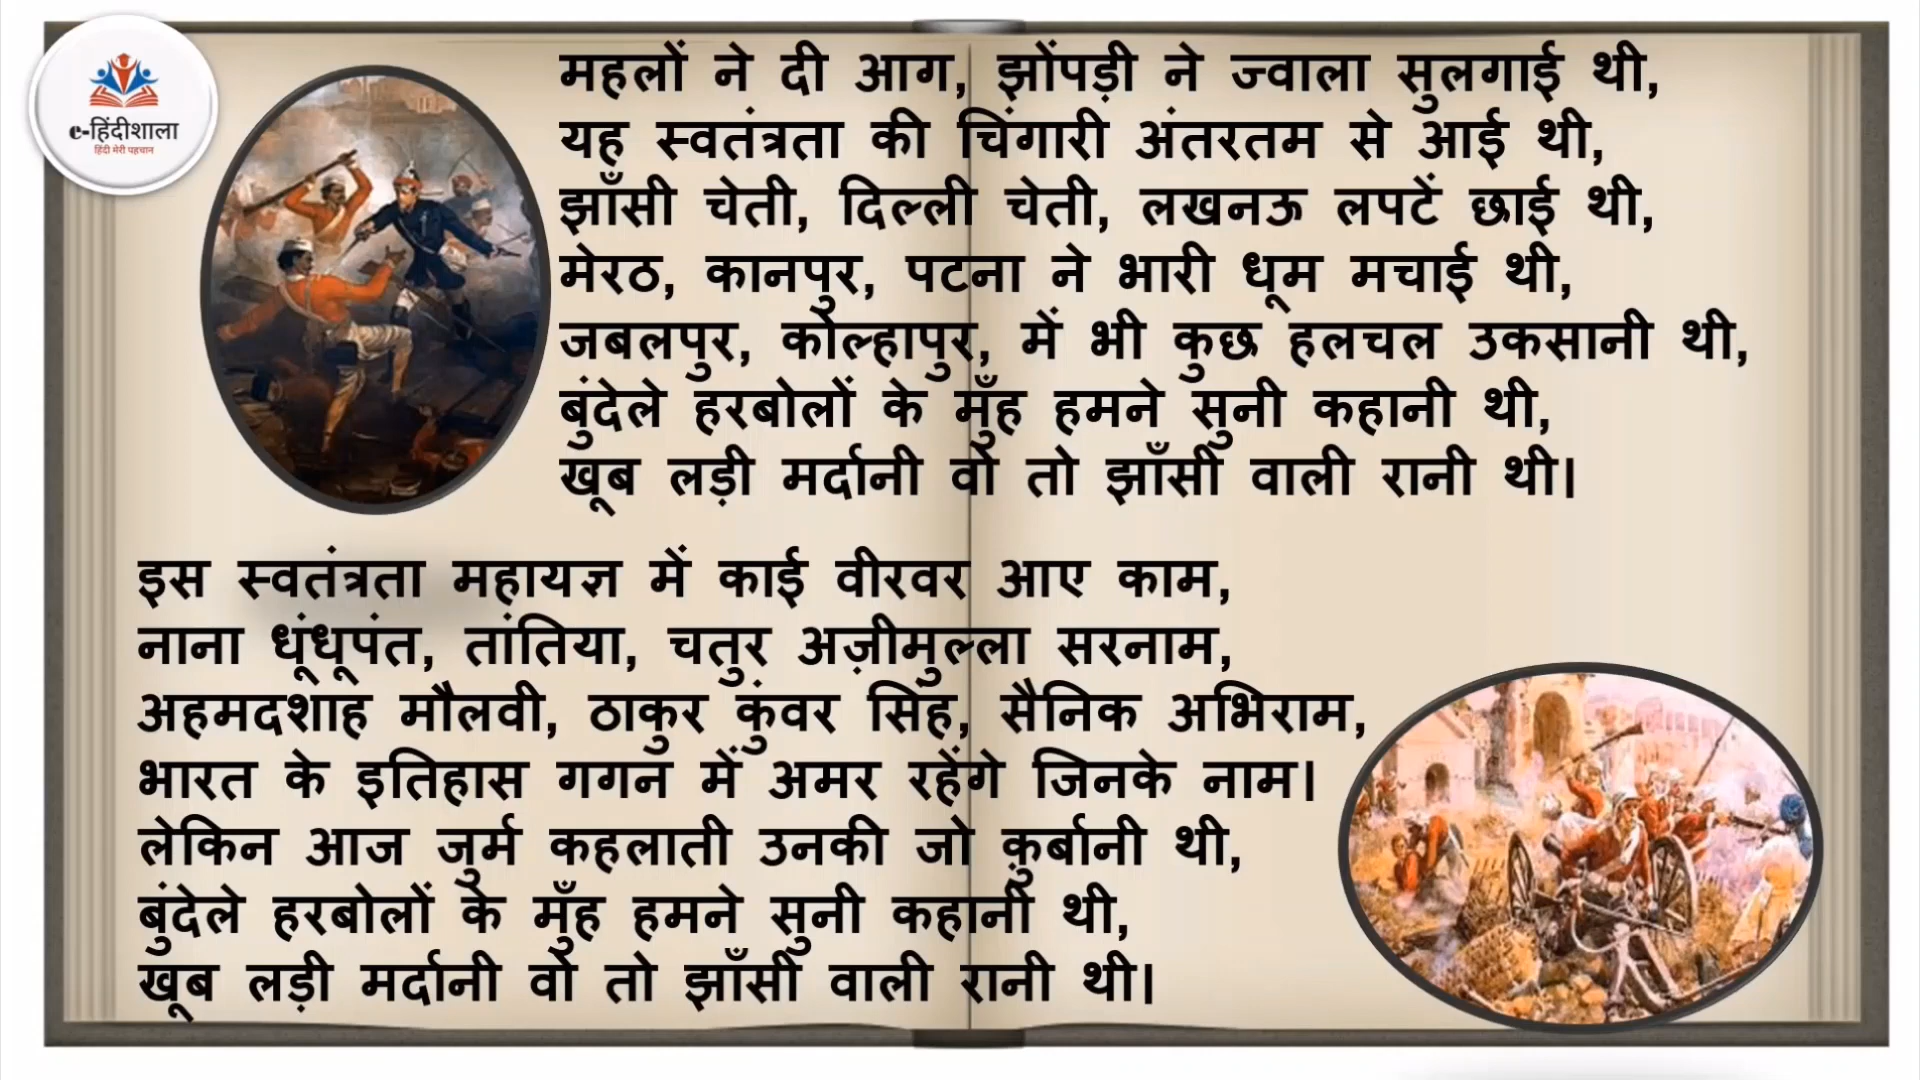 e-हिंदीशाला
हिंदी मेरी पहचान
महलों ने दी आग, झोंपड़ी ने ज्वाला सुलगाई थी,
यह स्वतंत्रता की चिंगारी अंतरतम से आई थी,
झाँसी चेती, दिल्ली चेती, लखनऊ लपटें छाई थी,
मेरठ, कानपुर, पटना ने भारी धूम मचाई थी,
जबलपुर, कोल्हापुर, में भी कुछ हलचल उकसानी थी,
बुंदेले हरबोलों के मुँह हमने सुनी कहानी थी,
खूब लड़ी मर्दानी वो तो झाँसी वाली रानी थी।
इस स्वतंत्रता महायज्ञ में काई वीरवर आए काम,
नाना धूंधूपंत, तांतिया, चतुर अज़ीमुल्ला सरनाम,
अहमदशाह मौलवी, ठाकुर कुंवर सिंह, सैनिक अभिराम,
भारत के इतिहास गगन में अमर रहेंगे जिनके नाम।
लेकिन आज जुर्म कहलाती उनकी जो क़ुर्बानी थी,
बुंदेले हरबोलों के मुँह हमने सुनी कहानी थी,
खूब लड़ी मर्दानी वो तो झाँसी वाली रानी थी।